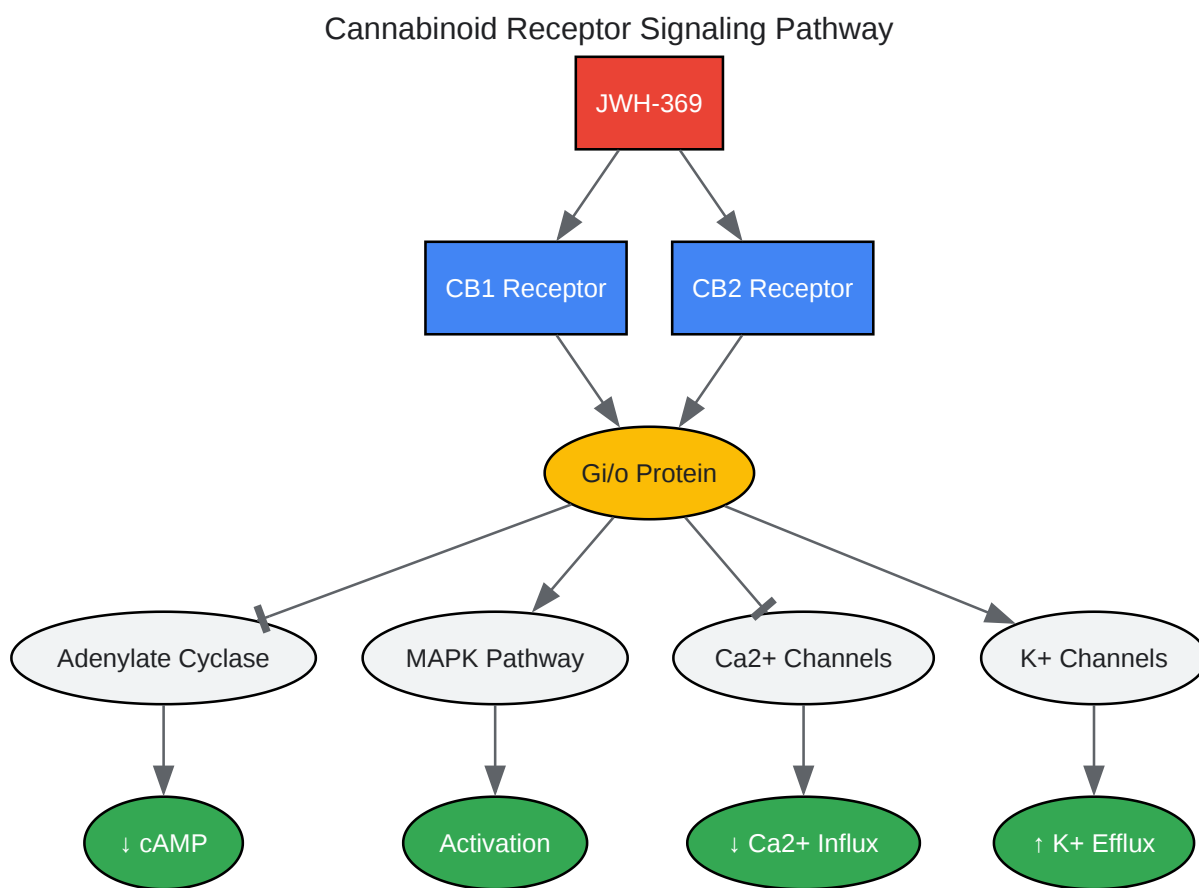 Cannabinoid Receptor Signaling Pathway
JWH-369
CB1 Receptor
CB2 Receptor
Gi/o Protein
Adenylate Cyclase
MAPK Pathway
Ca2+ Channels
K+ Channels
↓ cAMP
Activation
↓ Ca2+ Influx
↑ K+ Efflux